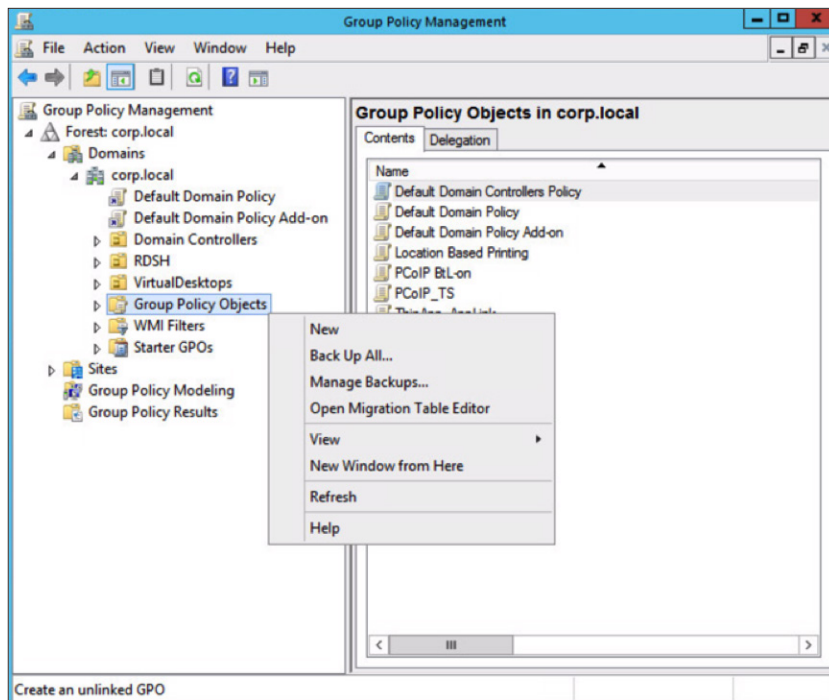 Group Policy Management
File Action View Window Help
Group Policy Management
Forest: corp.local
Domains
corp.local
Default Domain Policy
Default Domain Policy Add-on
Domain Controllers
RDSH
VirtualDesktops
Group Policy Objects
WMI Filters
Starter GPOs
Sites
Group Policy Modeling
Group Policy Results
Group Policy Objects in corp.local
Contents Delegation
Name
Default Domain Controllers Policy
Default Domain Policy
Default Domain Policy Add-on
Location Based Printing
PCoIP BtL-on
PCoIP_TS
New
Back Up All...
Manage Backups...
Open Migration Table Editor
View
New Window from Here
Refresh
Help
Create an unlinked GPO